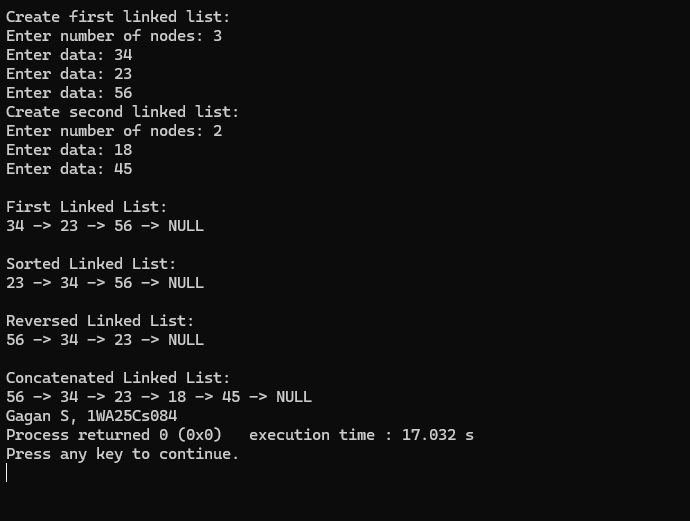 Create first linked list:
Enter number of nodes: 3
Enter data: 34
Enter data: 23
Enter data: 56
Create second linked list:
Enter number of nodes: 2
Enter data: 18
Enter data: 45
First Linked List:
34 -> 23 -> 56 -> NULL
Sorted Linked List:
23 -> 34 -> 56 -> NULL
Reversed Linked List:
56 -> 34 -> 23 -> NULL
Concatenated Linked List:
56 -> 34 -> 23 -> 18 -> 45 -> NULL
Gagan S, 1WA25Cs084
Process returned 0 (0x0)   execution time : 17.032 s
Press any key to continue.